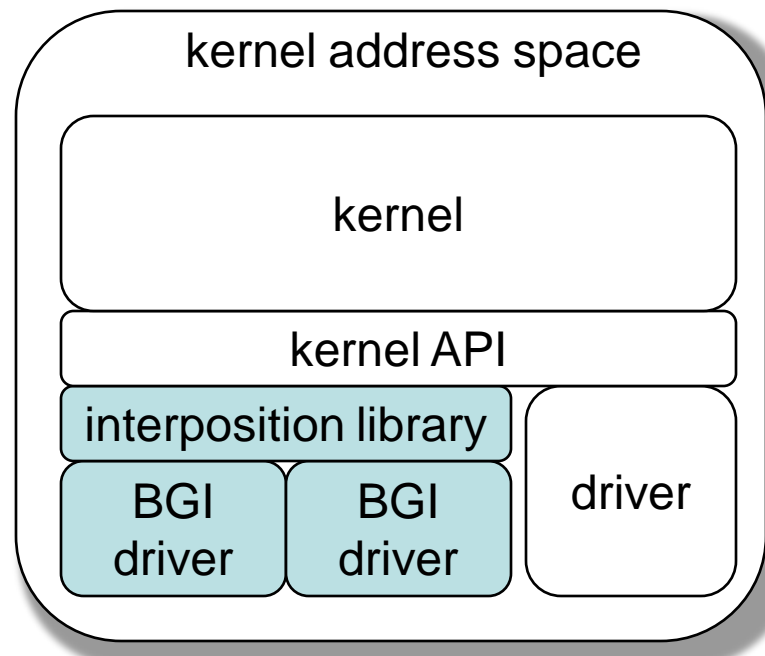 kernel address space
kernel
kernel API
interposition library
BGI
driver
BGI
driver
driver